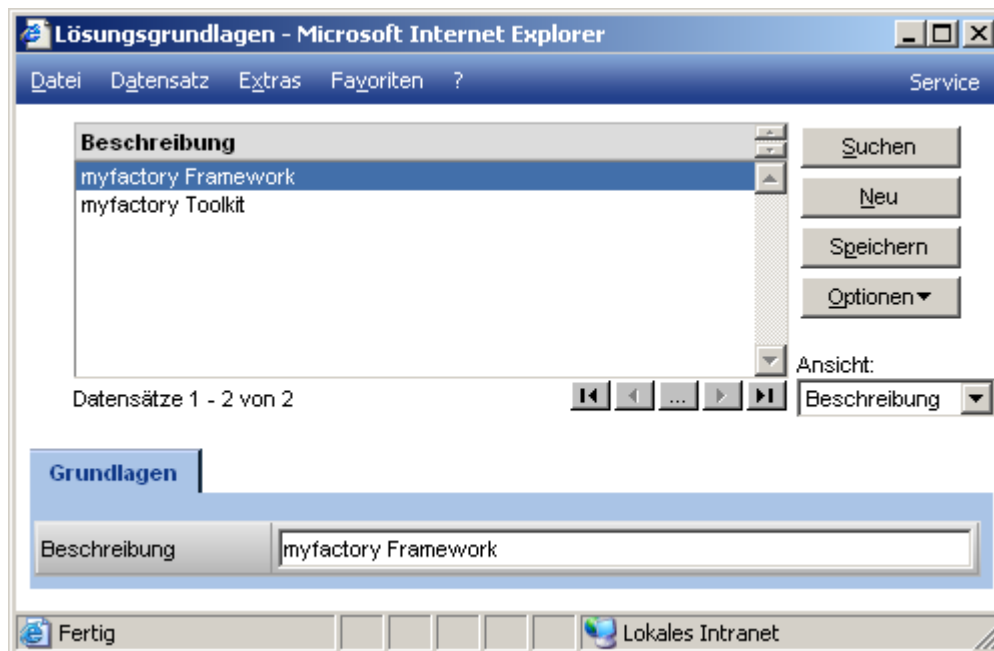 Lösungsgrundlagen - Microsoft Internet Explorer
Datei Datensatz Extras Favoriten ? Service
Beschreibung
myfactory Framework
myfactory Toolkit
Suchen
Neu
Speichern
Optionen
Ansicht:
Beschreibung
Datensätze 1 - 2 von 2
...
Grundlagen
Beschreibung myfactory Framework
Fertig Lokales Intranet